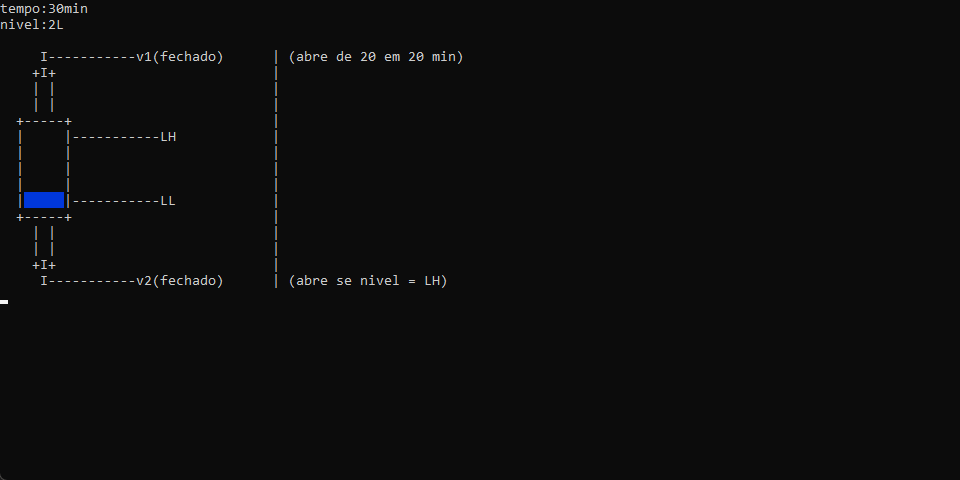 tempo:30min
nivel:2L
I-----------v1(fechado) | (abre de 20 em 20 min)
+I+ |
| | |
| | |
+-----+ |
| |-----------LH |
| | |
| | |
| | |
| |-----------LL |
+-----+ |
| | |
| | |
+I+ |
I-----------v2(fechado) | (abre se nivel = LH)